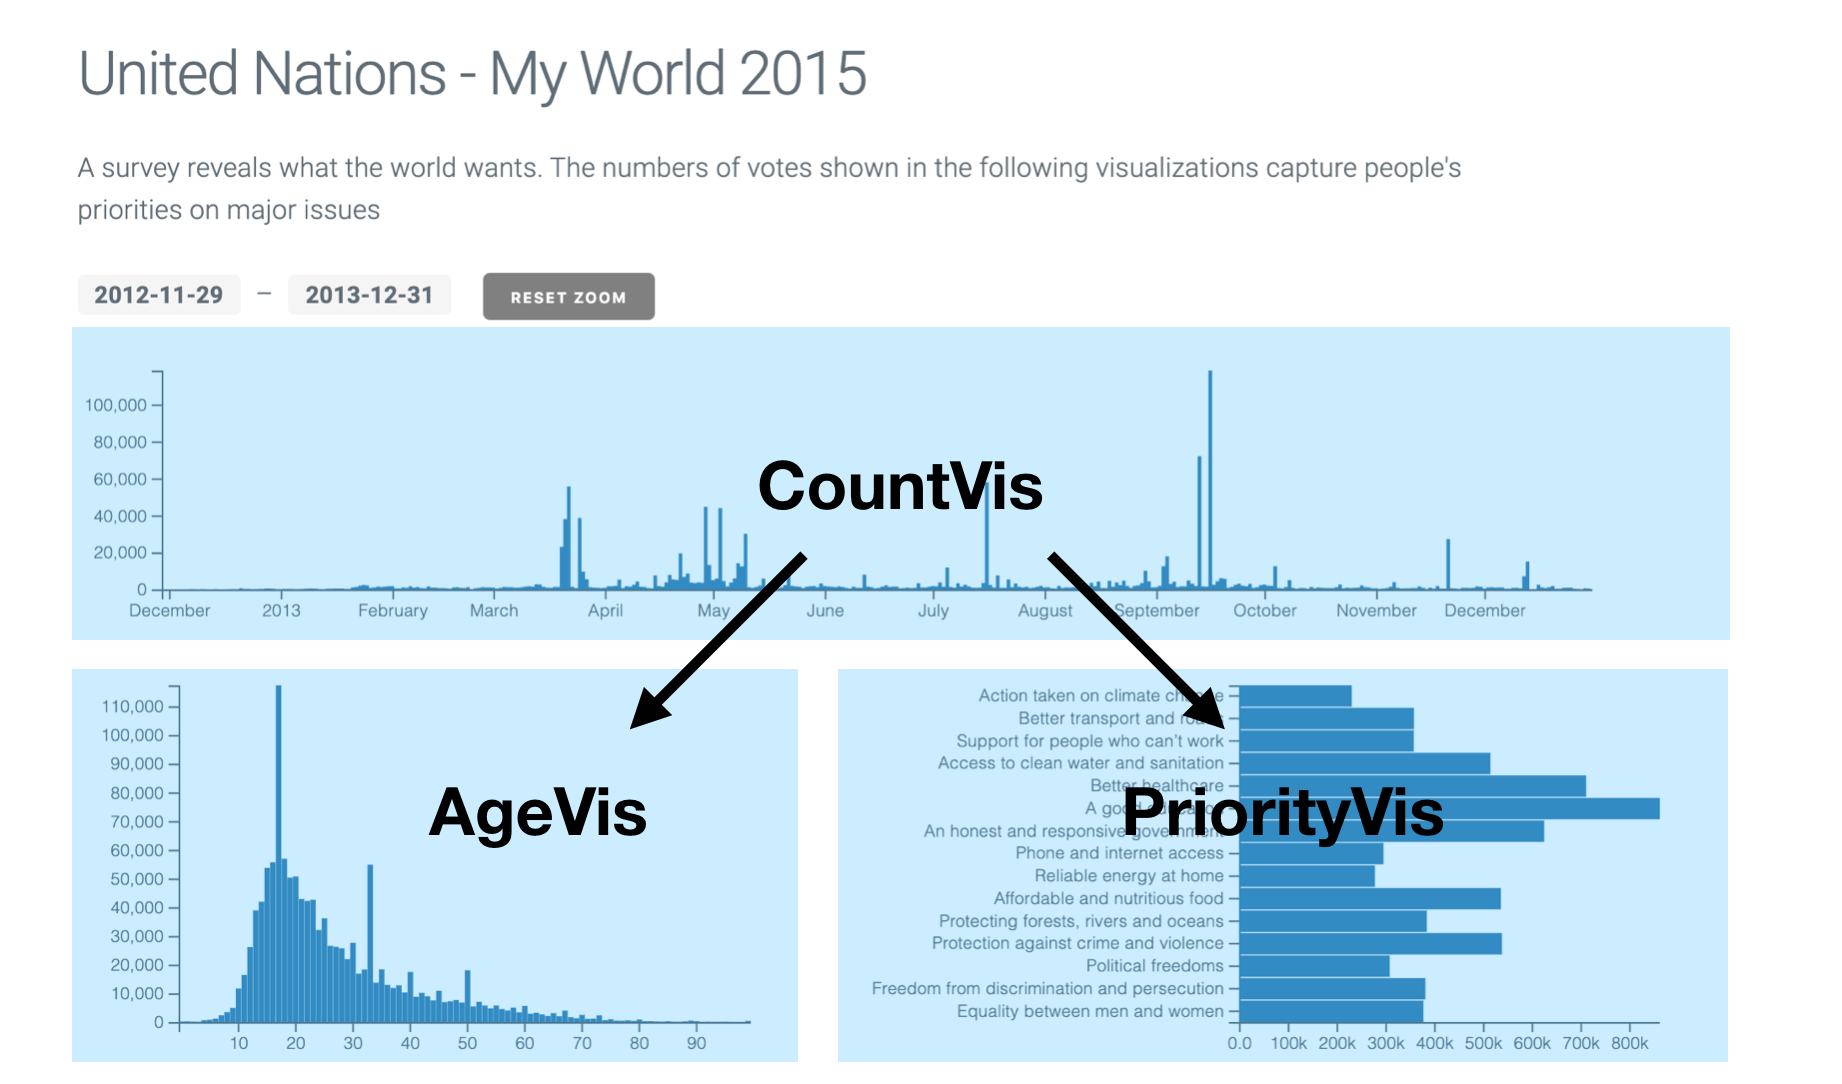 United Nations - My World 2015
A survey reveals what the world wants. The numbers of votes shown in the following visualizations capture people's
priorities on major issues
2012-11-29 – 2013-12-31 RESET ZOOM
100,000
80,000
60,000
40,000
20,000
0
CountVis
December 2013 February March April May June July August September October November December
110,000
100,000
90,000
80,000
70,000
60,000
50,000
40,000
30,000
20,000
10,000
0
10 20 30 40 50 60 70 80 90
AgeVis
Action taken on climate
Better transport and
Support for people who can't work
Access to clean water and sanitation
Better healthcare
A good
An honest and responsive government
Phone and internet access
Reliable energy at home
Affordable and nutritious food
Protecting forests, rivers and oceans
Protection against crime and violence
Political freedoms
Freedom from discrimination and persecution
Equality between men and women
0.0 100k 200k 300k 400k 500k 600k 700k 800k
PriorityVis